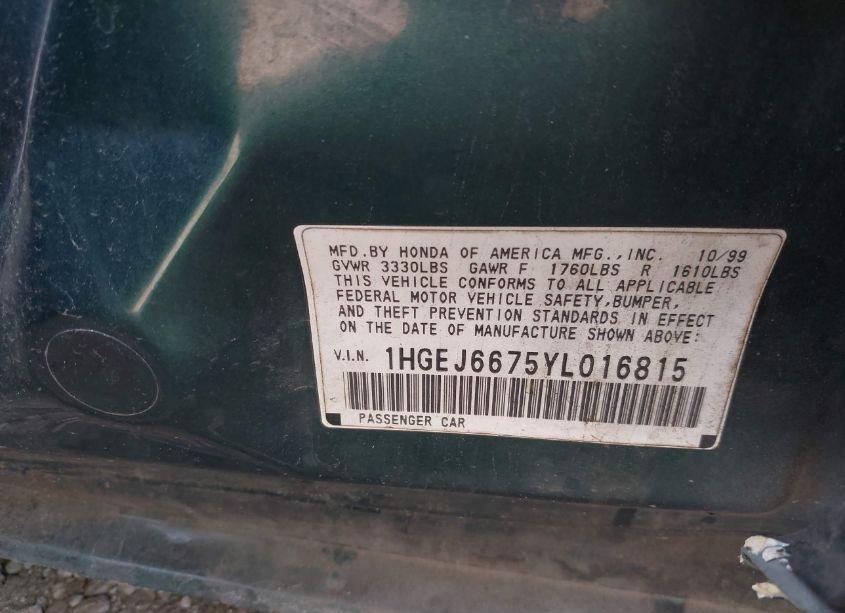 MFD.BY HONDA OF AMERICA MFG.,INC. 10/99
GVWR 3330LBS GAWR F 1760LBS R 1610LBS
THIS VEHICLE CONFORMS TO ALL APPLICABLE
FEDERAL MOTOR VEHICLE SAFETY,BUMPER,
AND THEFT PREVENTION STANDARDS IN EFFECT
ON THE DATE OF MANUFACTURE SHOWN ABOVE:
V.I.N. 1HGEJ6675YL016815
PASSENGER CAR